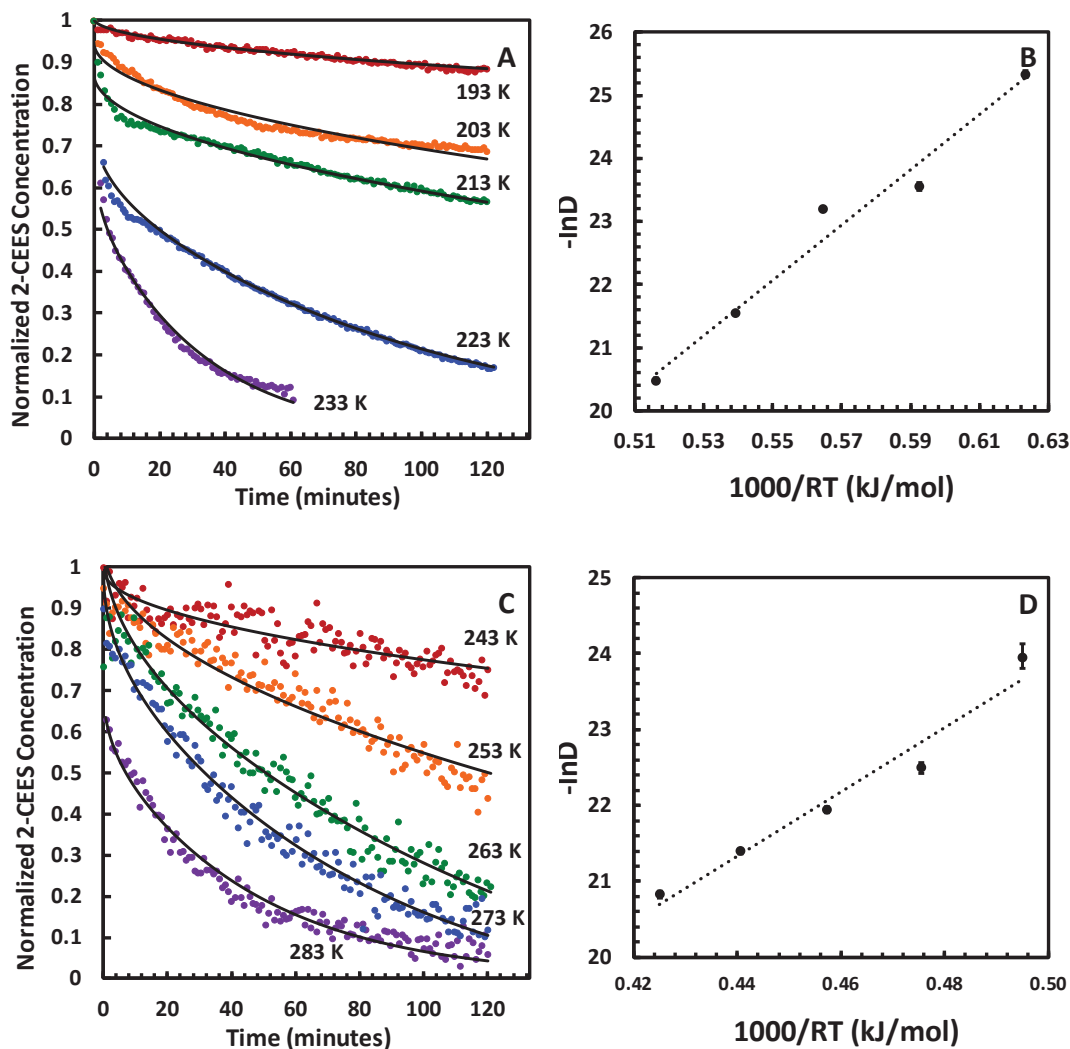 A
Normalized 2-CEES Concentration
1
0.9
0.8
0.7
0.6
0.5
0.4
0.3
0.2
0.1
0
193 K
203 K
213 K
223 K
233 K
0 20 40 60 80 100 120
Time (minutes)
B
-lnD
26
25
24
23
22
21
20
0.51 0.53 0.55 0.57 0.59 0.61 0.63
1000/RT (kJ/mol)
C
Normalized 2-CEES Concentration
1
0.9
0.8
0.7
0.6
0.5
0.4
0.3
0.2
0.1
0
243 K
253 K
263 K
273 K
283 K
0 20 40 60 80 100 120
Time (minutes)
D
-lnD
25
24
23
22
21
20
0.42 0.44 0.46 0.48 0.50
1000/RT (kJ/mol)